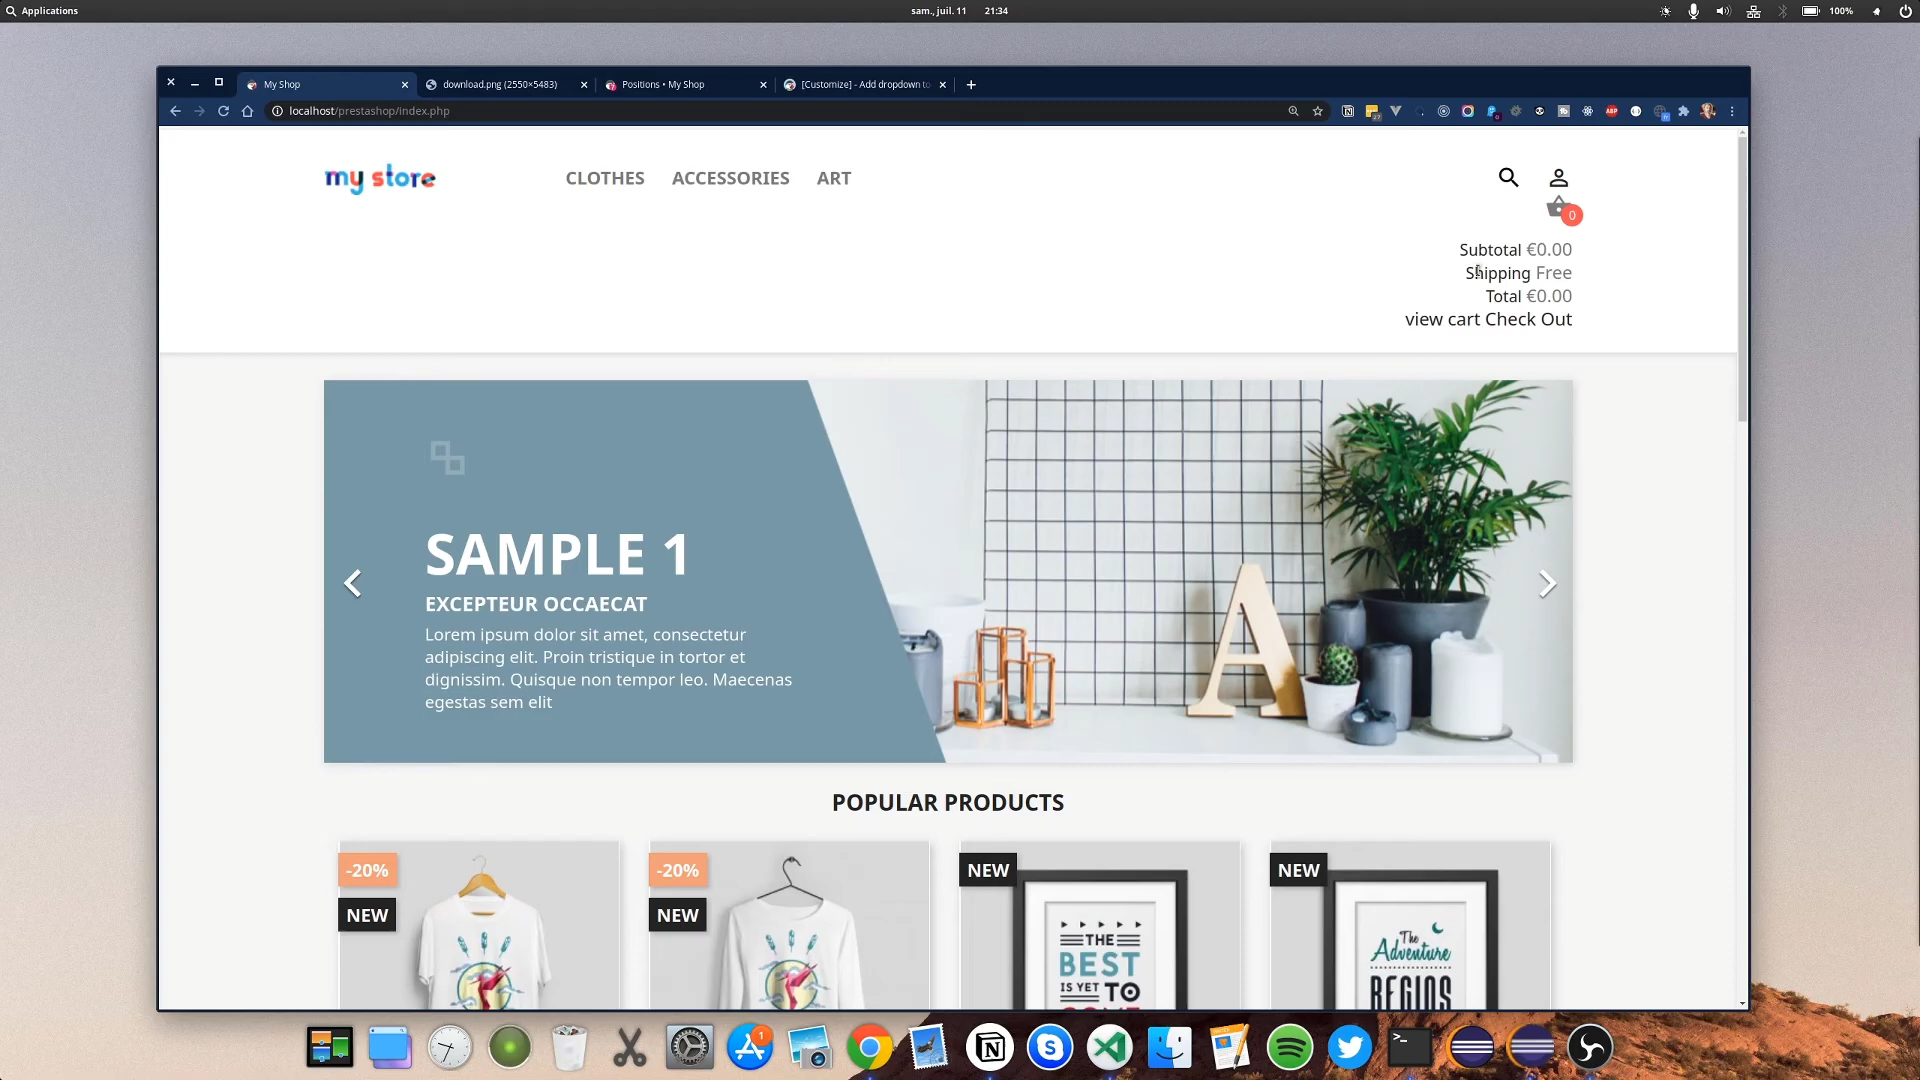 Applications
sam., juil. 11 21:34
100%
My Shop
download.png (2550×5483)
Positions • My Shop
[Customize] - Add dropdown to
localhost/prestashop/index.php
my store
CLOTHES ACCESSORIES ART
0
Subtotal €0.00
Shipping Free
Total €0.00
view cart Check Out
SAMPLE 1
EXCEPTEUR OCCAECAT
Lorem ipsum dolor sit amet, consectetur
adipiscing elit. Proin tristique in tortor et
dignissim. Quisque non tempor leo. Maecenas
egestas sem elit
A
POPULAR PRODUCTS
-20%
NEW
-20%
NEW
NEW
THE
BEST
IS YET TO
COME
NEW
The
Adventure
BEGINS
1